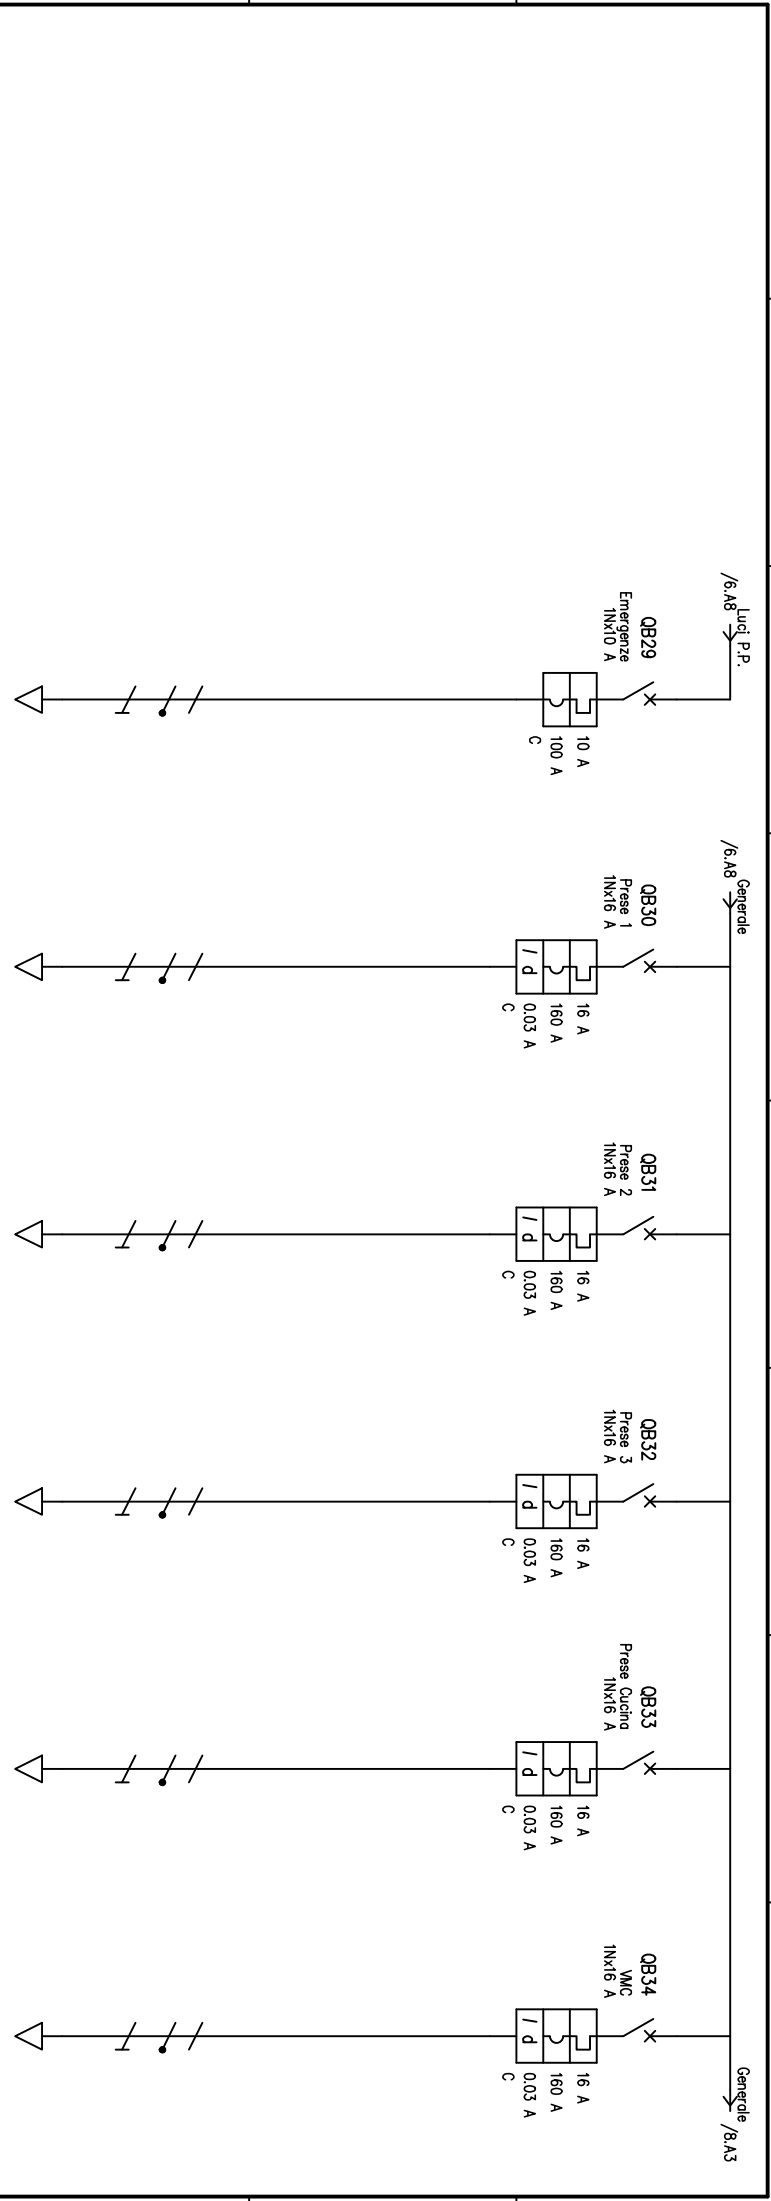 Luci P.P.
/6.A8
QB29
Emergenze
1Nx10 A
10 A
100 A
C
Generale
/6.A8
QB30
Prese 1
1Nx16 A
16 A
160 A
I d
0.03 A
C
QB31
Prese 2
1Nx16 A
16 A
160 A
I d
0.03 A
C
QB32
Prese 3
1Nx16 A
16 A
160 A
I d
0.03 A
C
QB33
Prese Cucina
1Nx16 A
16 A
160 A
I d
0.03 A
C
QB34
VMC
1Nx16 A
16 A
160 A
I d
0.03 A
C
Generale
/8.A3